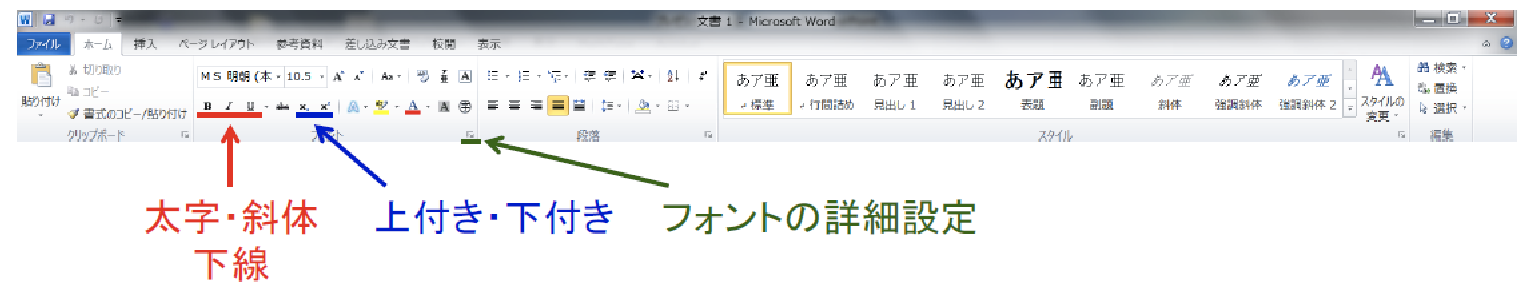 文書 1 - Microsoft Word
ファイル ホーム 挿入 ページ レイアウト 参考資料 差し込み文書 校閲 表示
貼り付け
切り取り
コピー
書式のコピー/貼り付け
クリップボード
MS 明朝 (本 10.5
B I U abc x₂ x²
段落
あア亜 標準
あア亜 行間詰め
あア亜 見出し 1
あア亜 見出し 2
あア亜 表題
あア亜 副題
あア亜 斜体
あア亜 強調斜体
あア亜 強調斜体 2
スタイルの
変更
スタイル
検索
置換
選択
編集
太字・斜体
下線
上付き・下付き
フォントの詳細設定